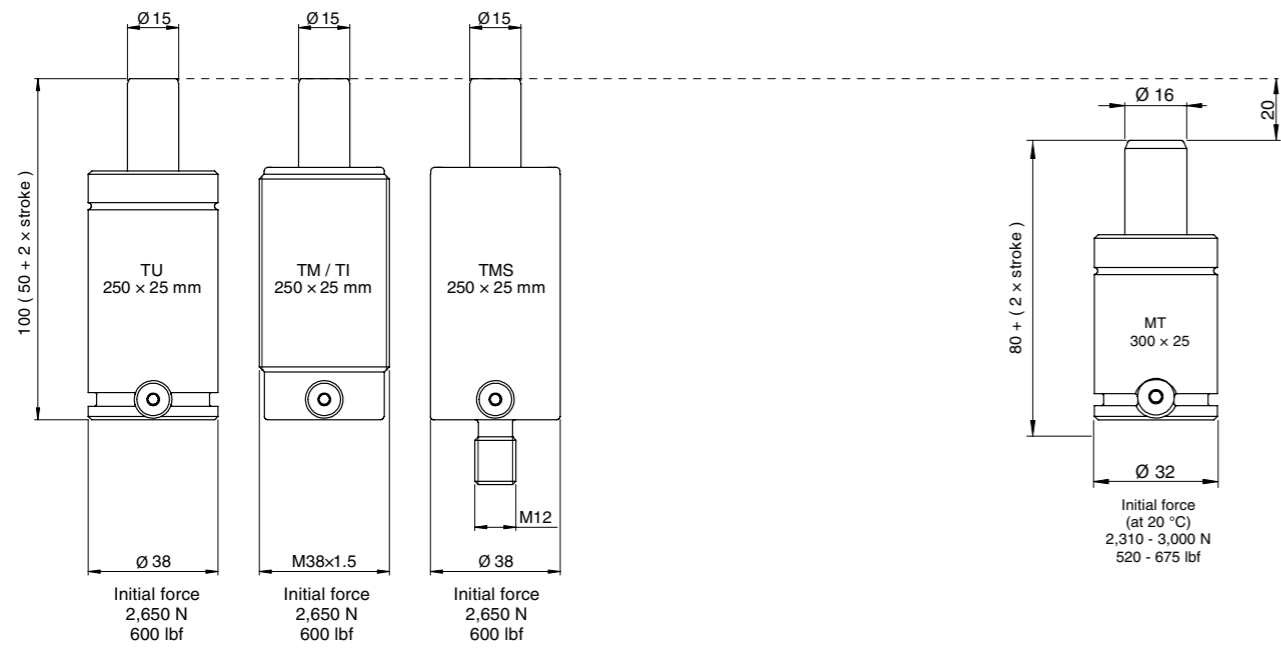 Ø 15
Ø 15
Ø 15
Ø 16
20
100 ( 50 + 2 × stroke )
80 + ( 2 × stroke )
TU
250 × 25 mm
TM / TI
250 × 25 mm
TMS
250 × 25 mm
MT
300 × 25
M12
Ø 38
M38×1.5
Ø 38
Ø 32
Initial force
2,650 N
600 lbf
Initial force
2,650 N
600 lbf
Initial force
2,650 N
600 lbf
Initial force
(at 20 °C)
2,310 - 3,000 N
520 - 675 lbf